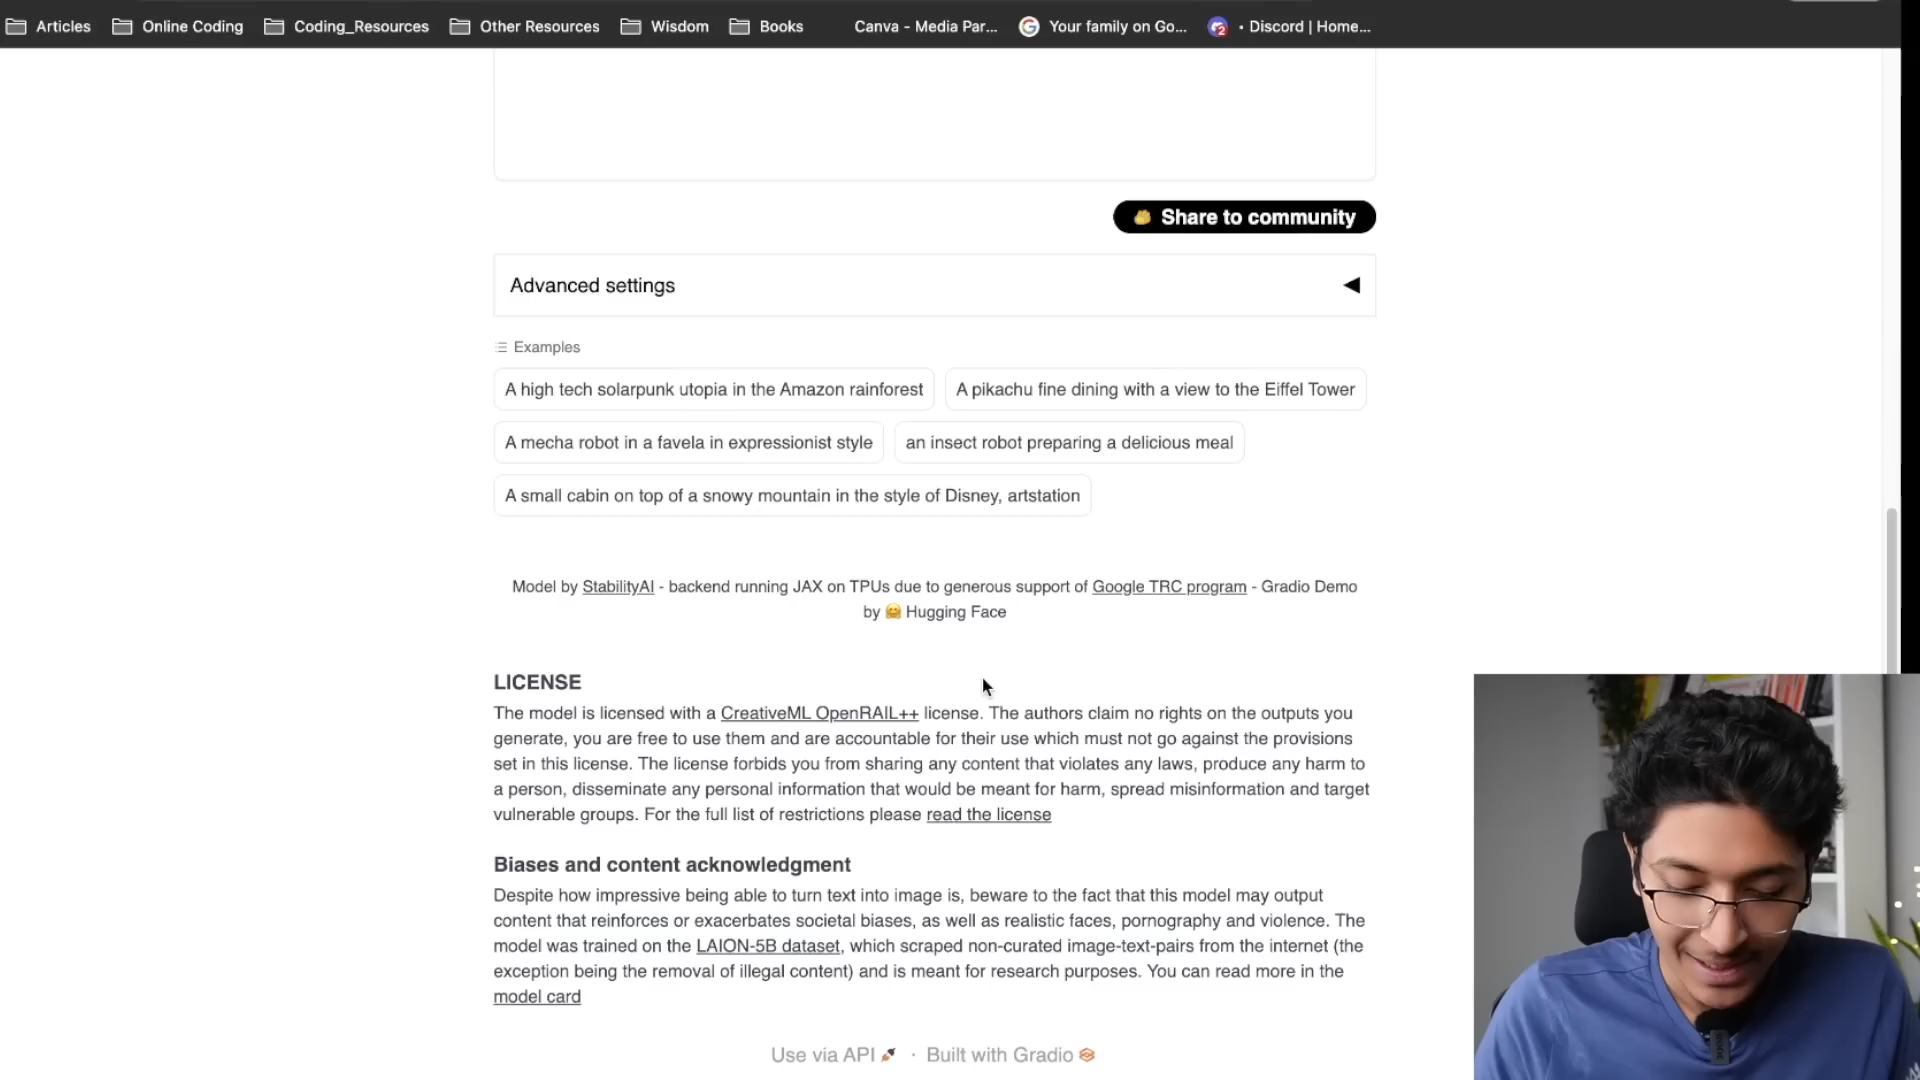 Articles Online Coding Coding_Resources Other Resources Wisdom Books Canva - Media Par... Your family on Go... 2 • Discord | Home...
Share to community
Advanced settings
Examples
A high tech solarpunk utopia in the Amazon rainforest A pikachu fine dining with a view to the Eiffel Tower
A mecha robot in a favela in expressionist style an insect robot preparing a delicious meal
A small cabin on top of a snowy mountain in the style of Disney, artstation
Model by StabilityAI - backend running JAX on TPUs due to generous support of Google TRC program - Gradio Demo
by 🤗 Hugging Face
LICENSE
The model is licensed with a CreativeML OpenRAIL++ license. The authors claim no rights on the outputs you
generate, you are free to use them and are accountable for their use which must not go against the provisions
set in this license. The license forbids you from sharing any content that violates any laws, produce any harm to
a person, disseminate any personal information that would be meant for harm, spread misinformation and target
vulnerable groups. For the full list of restrictions please read the license
Biases and content acknowledgment
Despite how impressive being able to turn text into image is, beware to the fact that this model may output
content that reinforces or exacerbates societal biases, as well as realistic faces, pornography and violence. The
model was trained on the LAION-5B dataset, which scraped non-curated image-text-pairs from the internet (the
exception being the removal of illegal content) and is meant for research purposes. You can read more in the
model card
Use via API · Built with Gradio